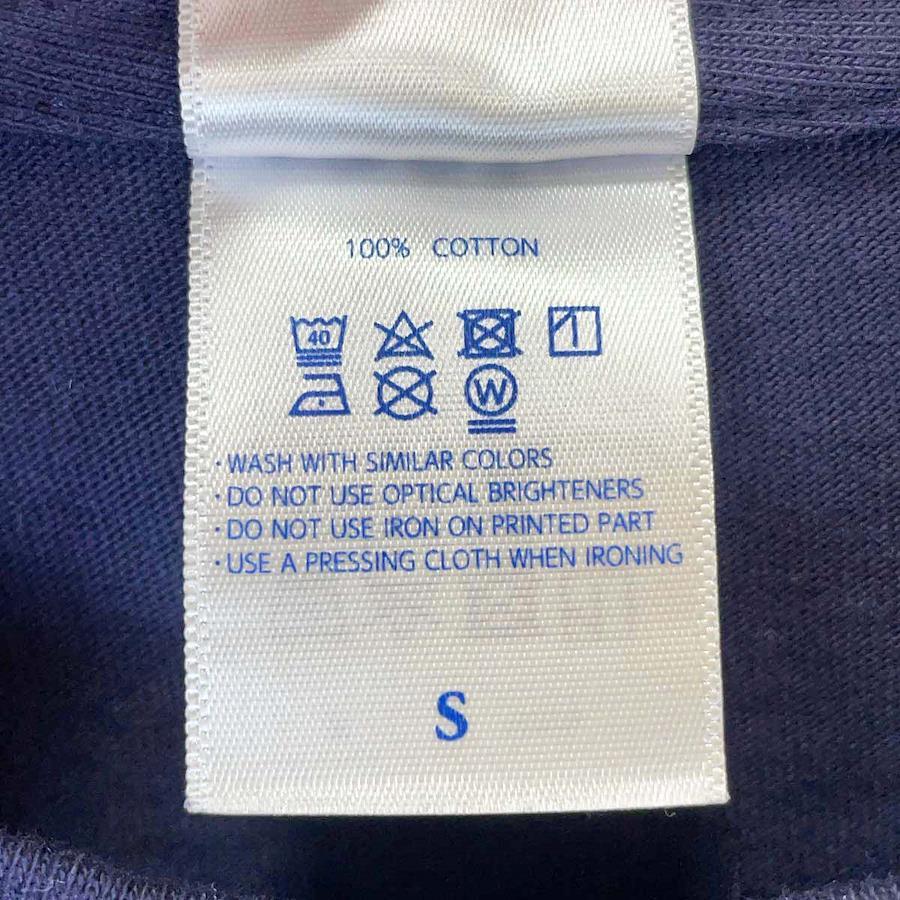 100% COTTON
40
W
· WASH WITH SIMILAR COLORS
· DO NOT USE OPTICAL BRIGHTENERS
· DO NOT USE IRON ON PRINTED PART
· USE A PRESSING CLOTH WHEN IRONING
S